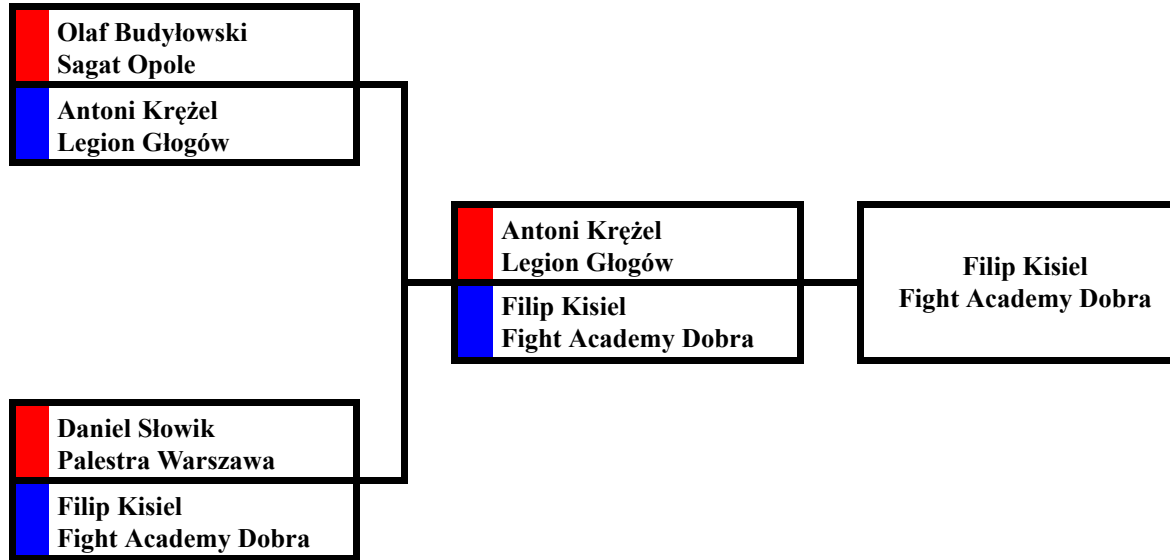 Olaf Budyłowski
Sagat Opole
Antoni Krężel
Legion Głogów
Antoni Krężel
Legion Głogów
Filip Kisiel
Fight Academy Dobra
Filip Kisiel
Fight Academy Dobra
Daniel Słowik
Palestra Warszawa
Filip Kisiel
Fight Academy Dobra